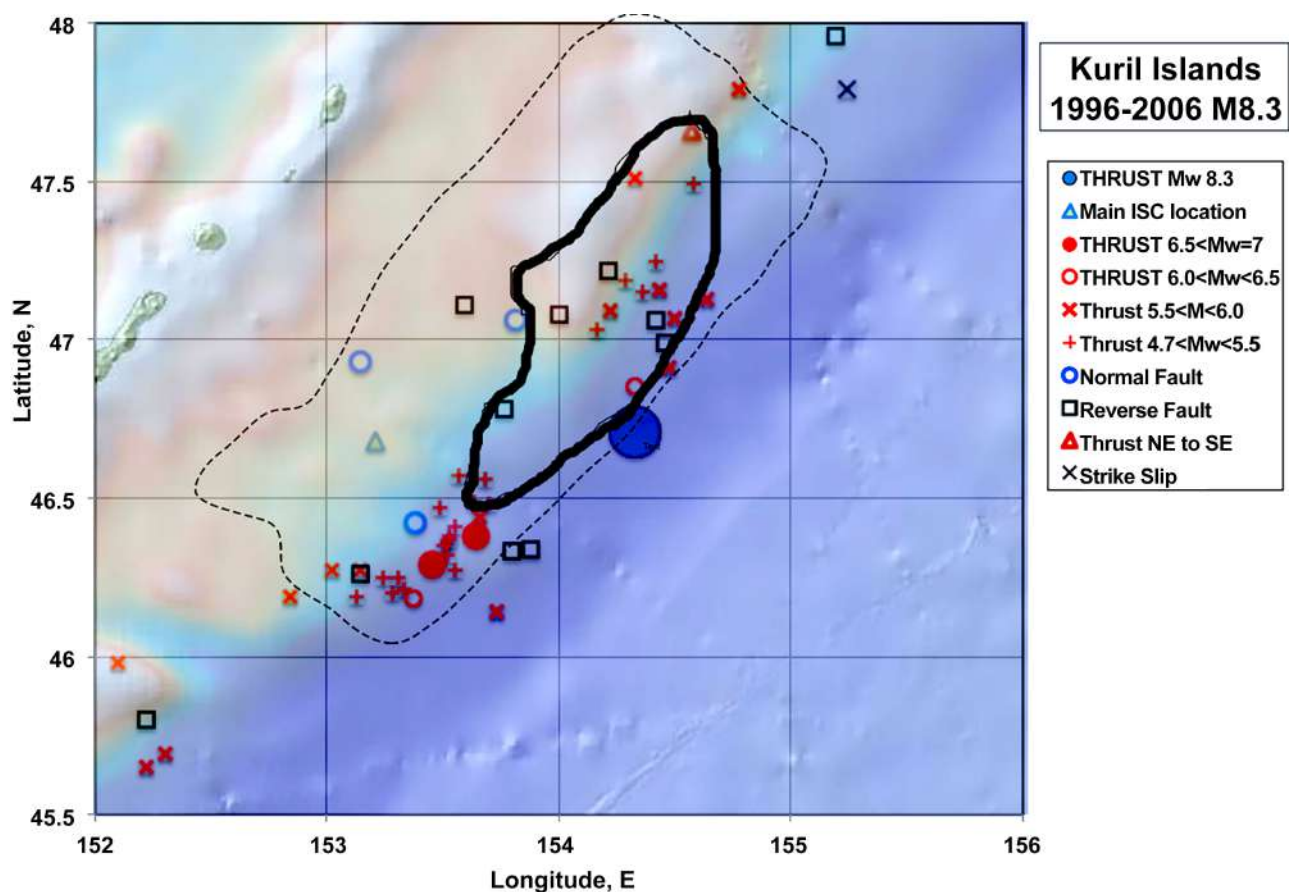 Kuril Islands
1996-2006 M8.3
THRUST Mw 8.3
Main ISC location
THRUST 6.5<Mw=7
THRUST 6.0<Mw<6.5
Thrust 5.5<M<6.0
Thrust 4.7<Mw<5.5
Normal Fault
Reverse Fault
Thrust NE to SE
Strike Slip
Latitude, N
48
47.5
47
46.5
46
45.5
152
153
154
155
156
Longitude, E